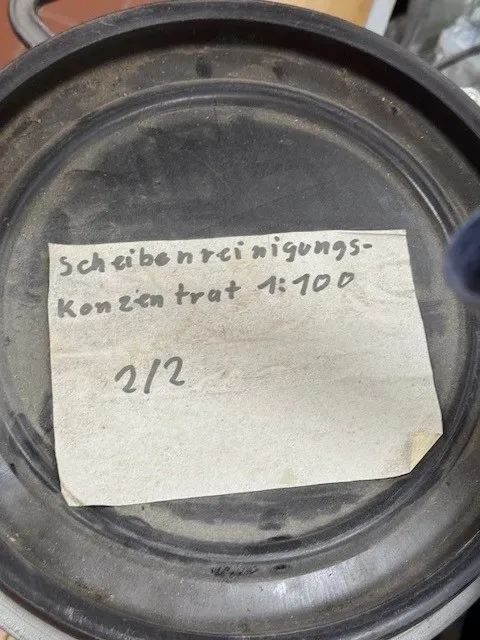 Scheibenreinigungs-
Konzentrat 1:100
2/2